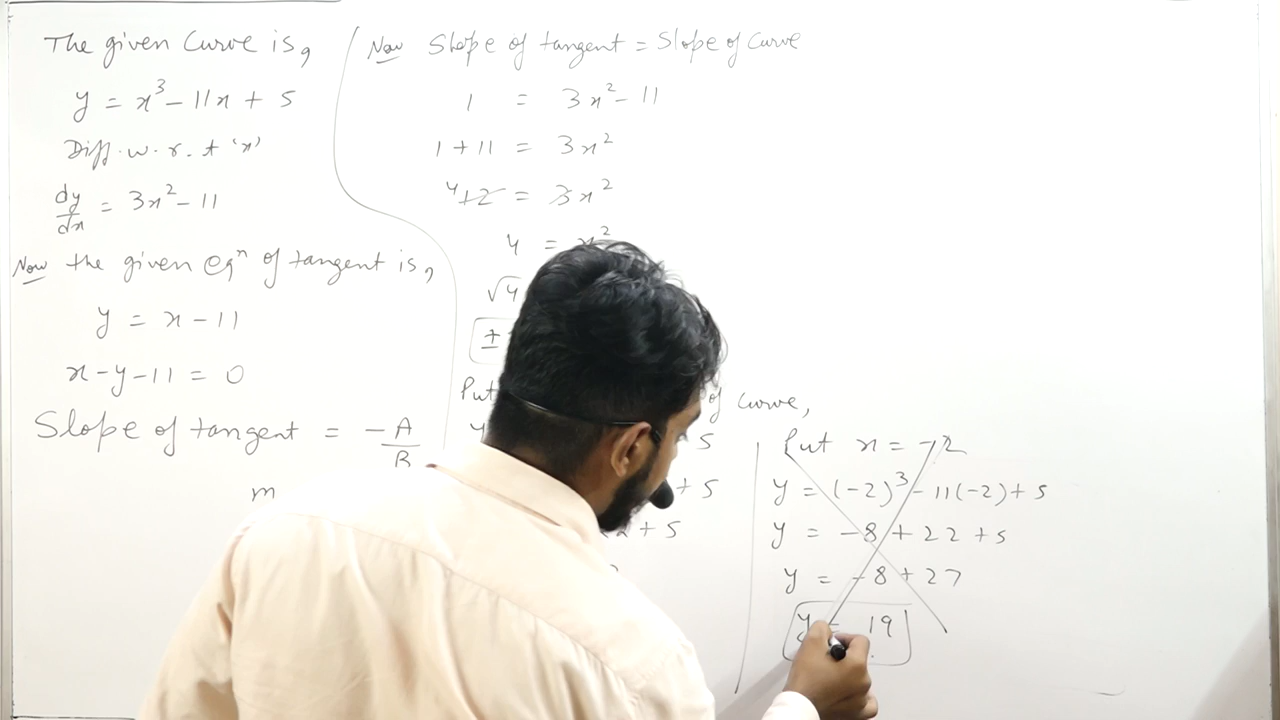 The given Curve is,
y = x³ - 11x + 5
Diff. w. r. t 'x'
dy/dx = 3x² - 11
Now the given eqⁿ of tangent is,
y = x - 11
x - y - 11 = 0
Slope of tangent = -A/B
m
Now Slope of tangent = Slope of Curve
1 = 3x² - 11
1 + 11 = 3x²
4 12 = 3x²
4 = x²
√4
±
Put of Curve,
y 5
+ 5
+ 5
Put x = -2
y = (-2)³ - 11(-2) + 5
y = -8 + 22 + 5
y = -8 + 27
y = 19